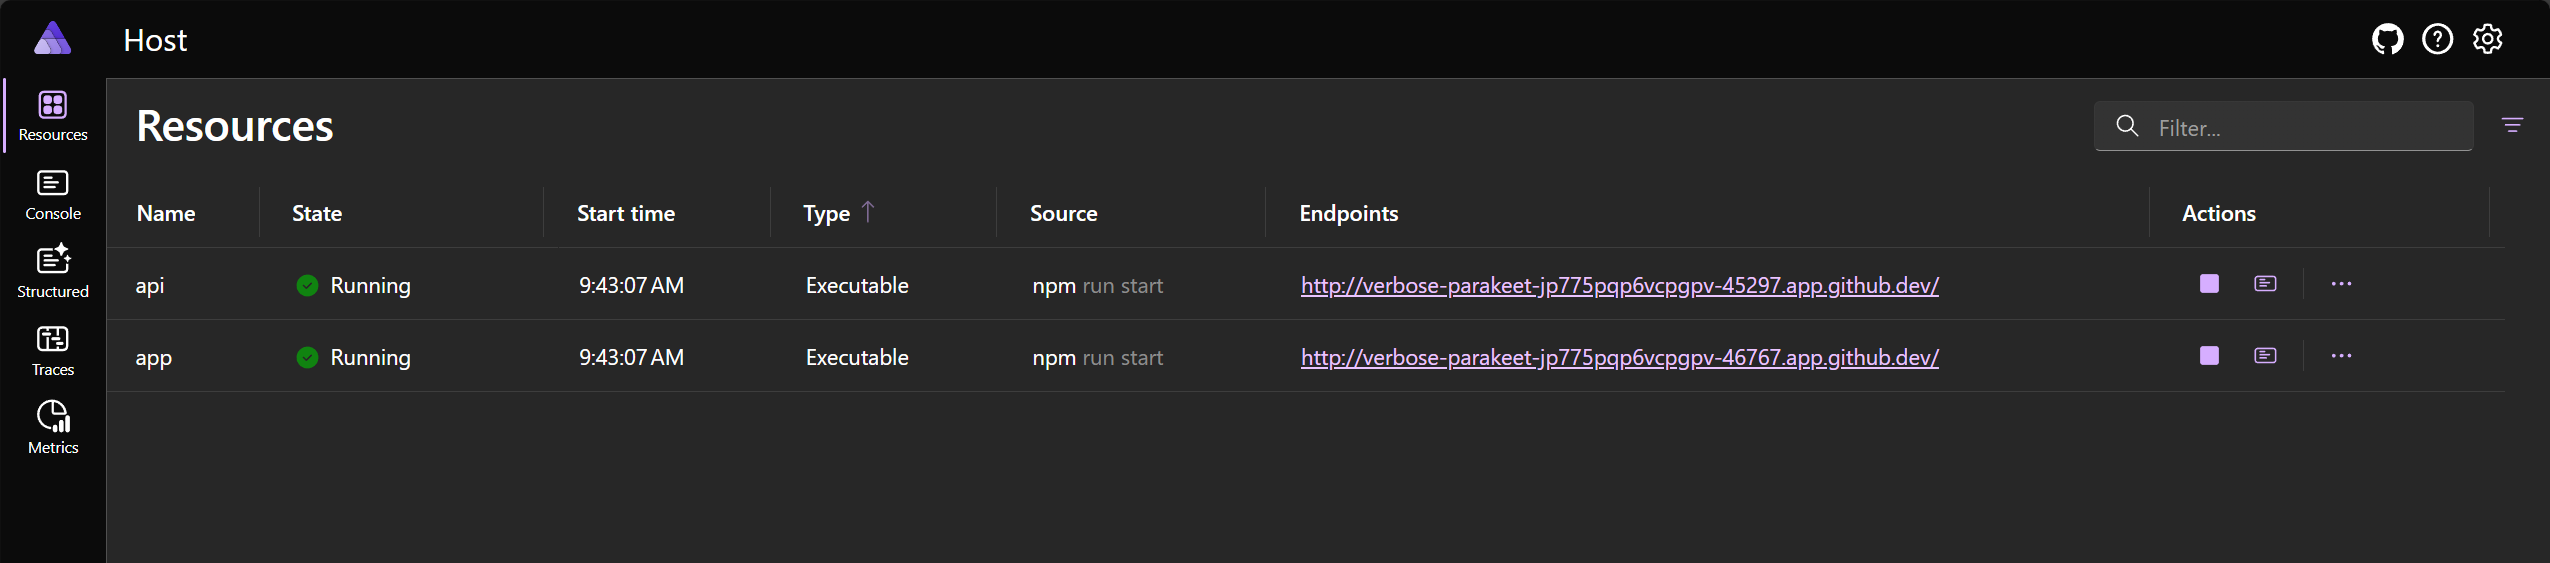 Host
Resources
Console
Structured
Traces
Metrics
Resources
Filter...
Name State Start time Type Source Endpoints Actions
api Running 9:43:07 AM Executable npm run start http://verbose-parakeet-jp775pqp6vcpgpv-45297.app.github.dev/
app Running 9:43:07 AM Executable npm run start http://verbose-parakeet-jp775pqp6vcpgpv-46767.app.github.dev/